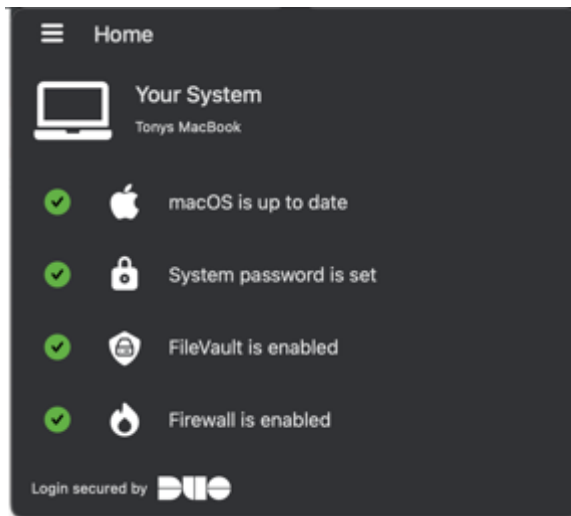 Home
Your System
Tonys MacBook
macOS is up to date
System password is set
FileVault is enabled
Firewall is enabled
Login secured by DUO